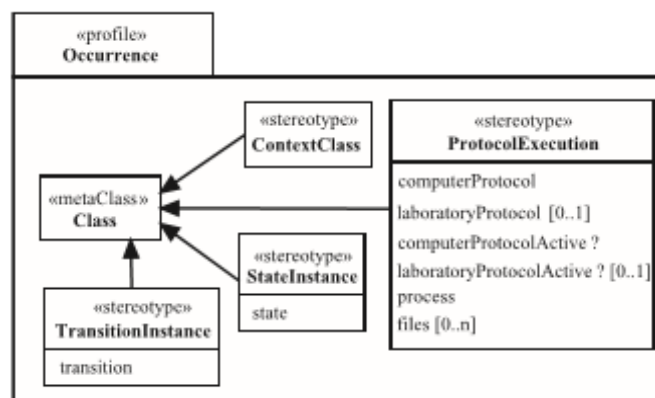 «profile»
Occurrence
«stereotype»
ContextClass
«stereotype»
ProtocolExecution
computerProtocol
laboratoryProtocol [0..1]
computerProtocolActive ?
laboratoryProtocolActive ? [0..1]
process
files [0..n]
«metaClass»
Class
«stereotype»
StateInstance
state
«stereotype»
TransitionInstance
transition